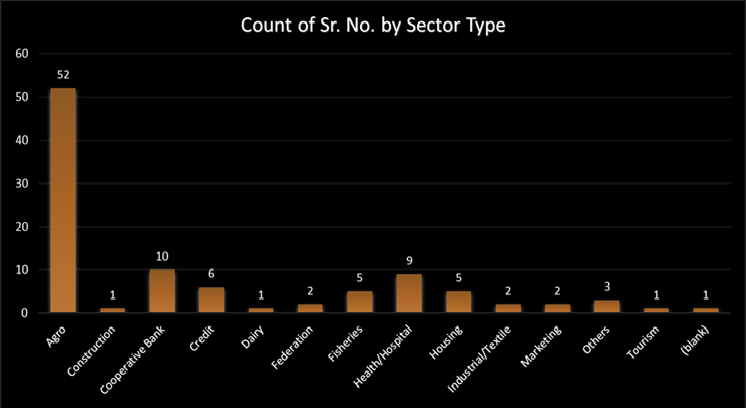 Count of Sr. No. by Sector Type
60
50
40
30
20
10
0
52
1
10
6
1
2
5
9
5
2
2
3
1
1
Agro
Construction
Cooperative Bank
Credit
Dairy
Federation
Fisheries
Health/Hospital
Housing
Industrial/Textile
Marketing
Others
Tourism
(blank)